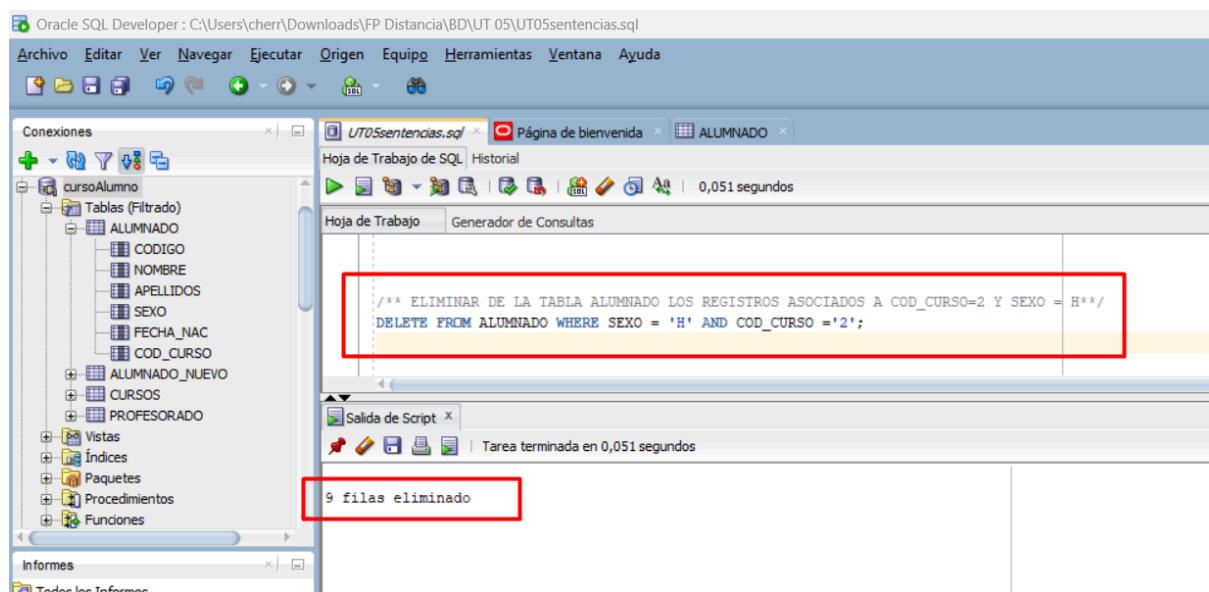 Oracle SQL Developer : C:\Users\cherr\Downloads\FP Distancia\BD\UT 05\UT05sentencias.sql
Archivo Editar Ver Navegar Ejecutar Origen Equipo Herramientas Ventana Ayuda
Conexiones
cursoAlumno
Tablas (Filtrado)
ALUMNADO
CODIGO
NOMBRE
APELLIDOS
SEXO
FECHA_NAC
COD_CURSO
ALUMNADO_NUEVO
CURSOS
PROFESORADO
Vistas
Índices
Paquetes
Procedimientos
Funciones
Informes
Todos los Informes
UT05sentencias.sql Página de bienvenida ALUMNADO
Hoja de Trabajo de SQL Historial
0,051 segundos
Hoja de Trabajo Generador de Consultas
/** ELIMINAR DE LA TABLA ALUMNADO LOS REGISTROS ASOCIADOS A COD_CURSO=2 Y SEXO = H**/
DELETE FROM ALUMNADO WHERE SEXO = 'H' AND COD_CURSO ='2';
Salida de Script
Tarea terminada en 0,051 segundos
9 filas eliminado